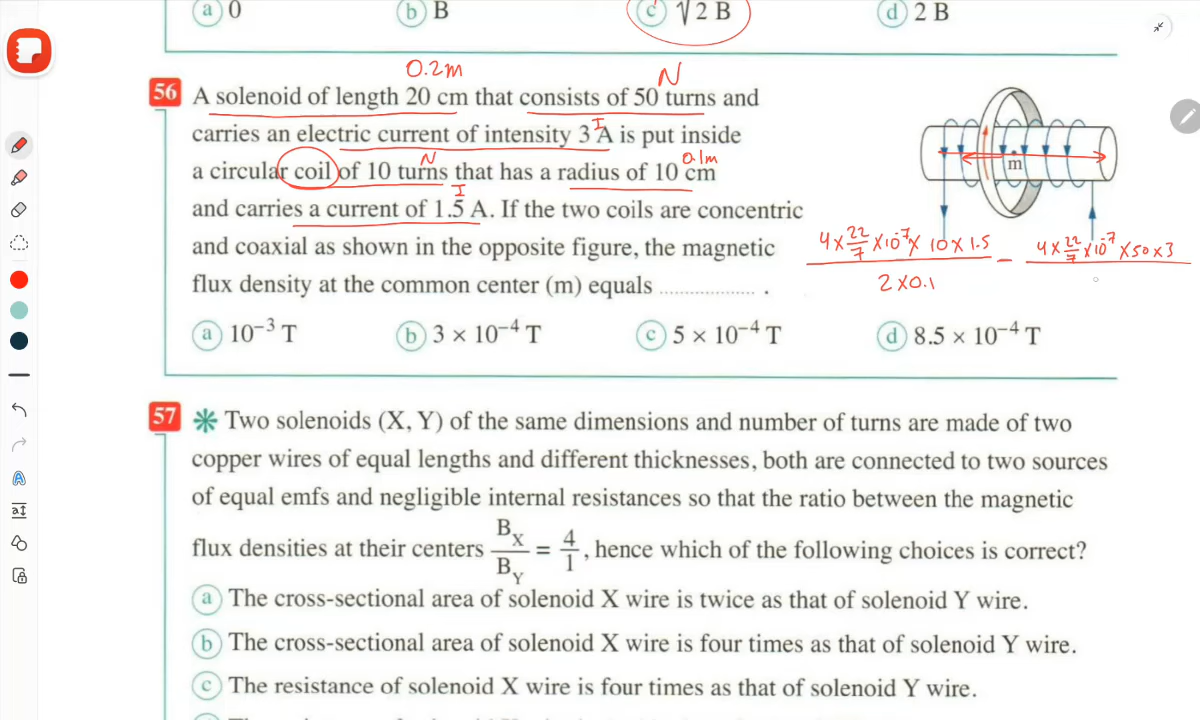 a 0 b B c √2 B d 2 B
0.2m N
56 A solenoid of length 20 cm that consists of 50 turns and
I
carries an electric current of intensity 3 A is put inside
N 0.1m
a circular coil of 10 turns that has a radius of 10 cm
I
and carries a current of 1.5 A. If the two coils are concentric
and coaxial as shown in the opposite figure, the magnetic
flux density at the common center (m) equals .................. .
m
4×22/7×10⁻⁷×10×1.5 / 2×0.1 − 4×22/7×10⁻⁷×50×3
a 10⁻³ T b 3 × 10⁻⁴ T c 5 × 10⁻⁴ T d 8.5 × 10⁻⁴ T
57 ✻ Two solenoids (X, Y) of the same dimensions and number of turns are made of two
copper wires of equal lengths and different thicknesses, both are connected to two sources
of equal emfs and negligible internal resistances so that the ratio between the magnetic
flux densities at their centers B_X/B_Y = 4/1, hence which of the following choices is correct?
a The cross-sectional area of solenoid X wire is twice as that of solenoid Y wire.
b The cross-sectional area of solenoid X wire is four times as that of solenoid Y wire.
c The resistance of solenoid X wire is four times as that of solenoid Y wire.